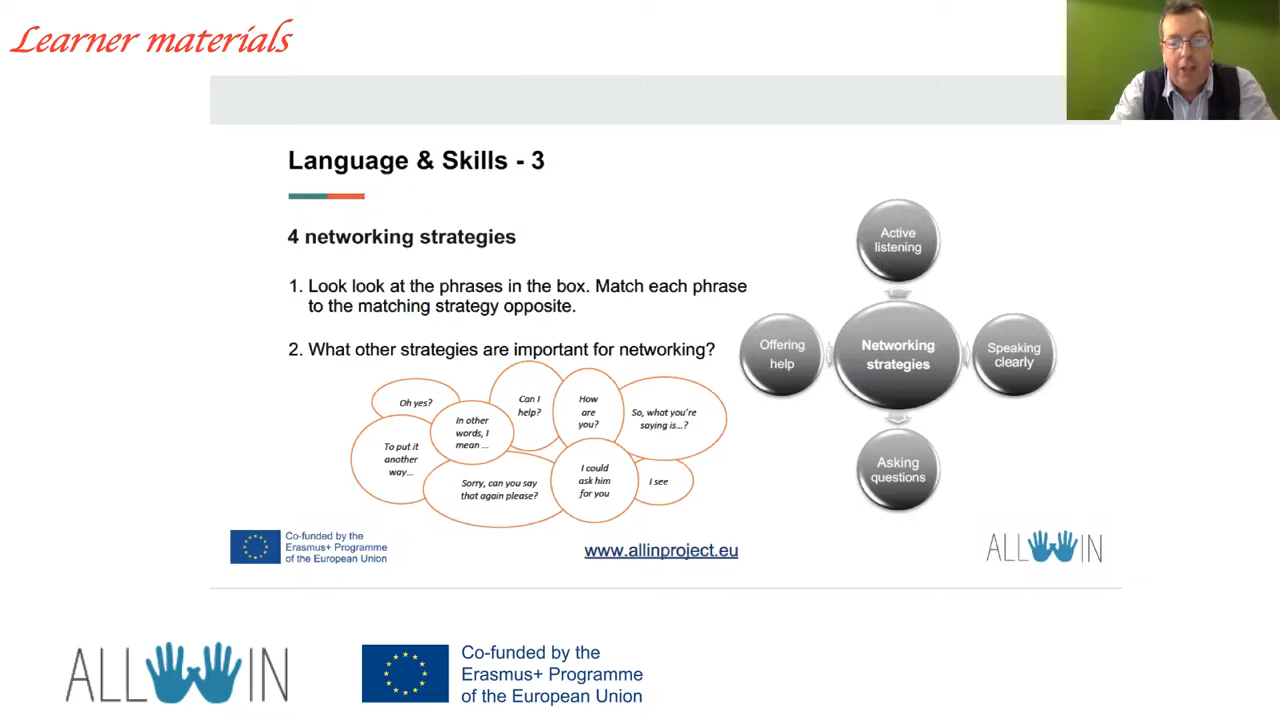 Learner materials
Language & Skills - 3
4 networking strategies
1. Look look at the phrases in the box. Match each phrase
to the matching strategy opposite.
2. What other strategies are important for networking?
Oh yes?
In other
words, I
mean ...
Can I
help?
How
are
you?
So, what you're
saying is...?
To put it
another
way...
Sorry, can you say
that again please?
I could
ask him
for you
I see
Active
listening
Offering
help
Networking
strategies
Speaking
clearly
Asking
questions
Co-funded by the
Erasmus+ Programme
of the European Union
www.allinproject.eu
ALL IN
ALL IN
Co-funded by the
Erasmus+ Programme
of the European Union